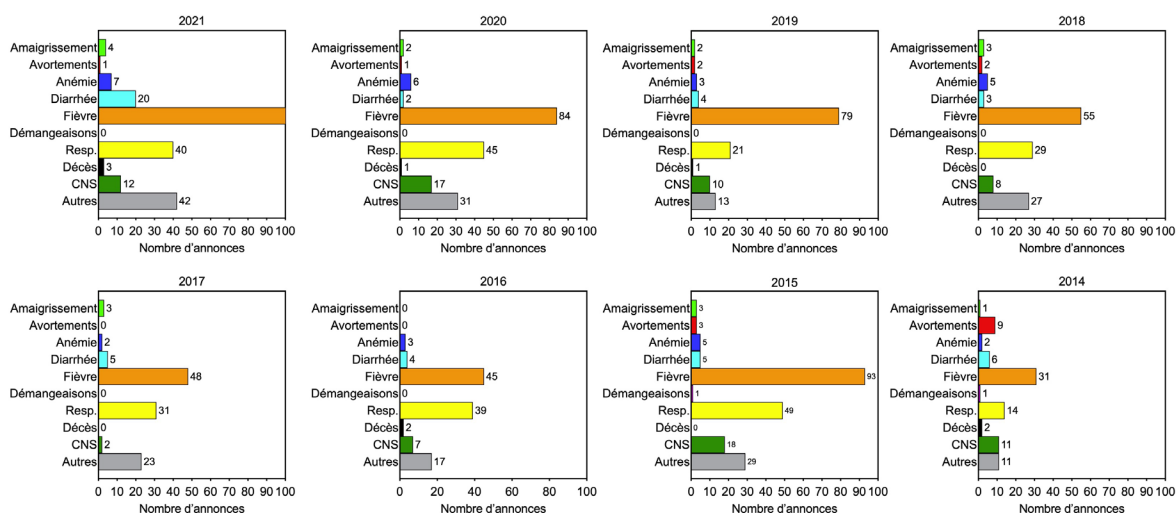 2021
Amaigrissement 4
Avortements 1
Anémie 7
Diarrhée 20
Fièvre
Démangeaisons 0
Resp. 40
Décès 3
CNS 12
Autres 42
0 10 20 30 40 50 60 70 80 90 100
Nombre d'annonces
2020
Amaigrissement 2
Avortements 1
Anémie 6
Diarrhée 2
Fièvre 84
Démangeaisons 0
Resp. 45
Décès 1
CNS 17
Autres 31
0 10 20 30 40 50 60 70 80 90 100
Nombre d'annonces
2019
Amaigrissement 2
Avortements 2
Anémie 3
Diarrhée 4
Fièvre 79
Démangeaisons 0
Resp. 21
Décès 1
CNS 10
Autres 13
0 10 20 30 40 50 60 70 80 90 100
Nombre d'annonces
2018
Amaigrissement 3
Avortements 2
Anémie 5
Diarrhée 3
Fièvre 55
Démangeaisons 0
Resp. 29
Décès 0
CNS 8
Autres 27
0 10 20 30 40 50 60 70 80 90 100
Nombre d'annonces
2017
Amaigrissement 3
Avortements 0
Anémie 2
Diarrhée 5
Fièvre 48
Démangeaisons 0
Resp. 31
Décès 0
CNS 2
Autres 23
0 20 40 60 80 100
Nombre d'annonces
2016
Amaigrissement 0
Avortements 0
Anémie 3
Diarrhée 4
Fièvre 45
Démangeaisons 0
Resp. 39
Décès 2
CNS 7
Autres 17
0 20 40 60 80 100
Nombre d'annonces
2015
Amaigrissement 3
Avortements 3
Anémie 5
Diarrhée 5
Fièvre 93
Démangeaisons 1
Resp. 49
Décès 0
CNS 18
Autres 29
0 10 20 30 40 50 60 70 80 90 100
Nombre d'annonces
2014
Amaigrissement 1
Avortements 9
Anémie 2
Diarrhée 6
Fièvre 31
Démangeaisons 1
Resp. 14
Décès 2
CNS 11
Autres 11
0 10 20 30 40 50 60 70 80 90 100
Nombre d'annonces